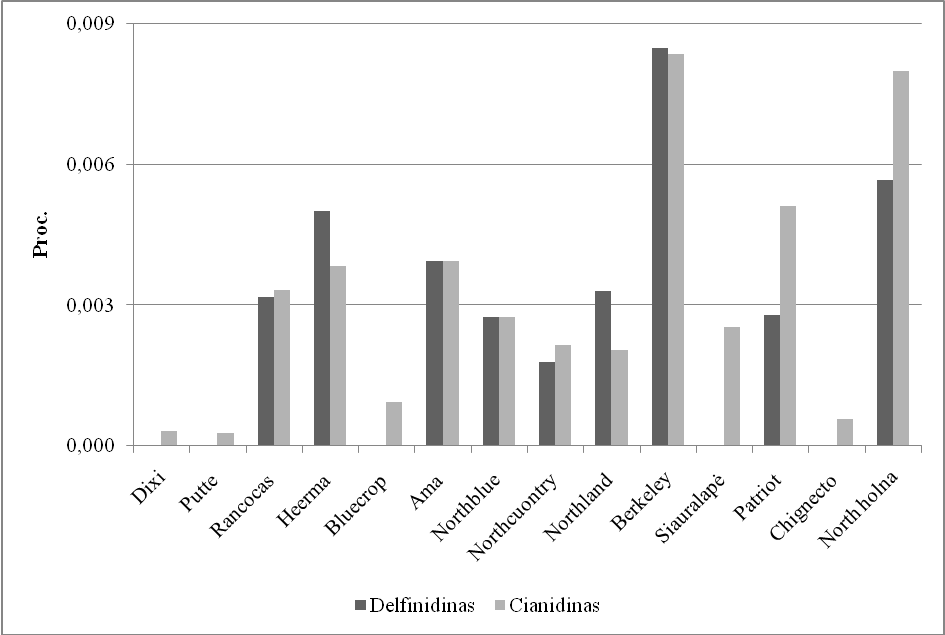 0,009
0,006
0,003
0,000
Proc.
Dixi
Putte
Rancocas
Heerma
Bluecrop
Ama
Northblue
Northcuontry
Northland
Berkeley
Siauralapė
Patriot
Chignecto
North holna
Delfinidinas Cianidinas